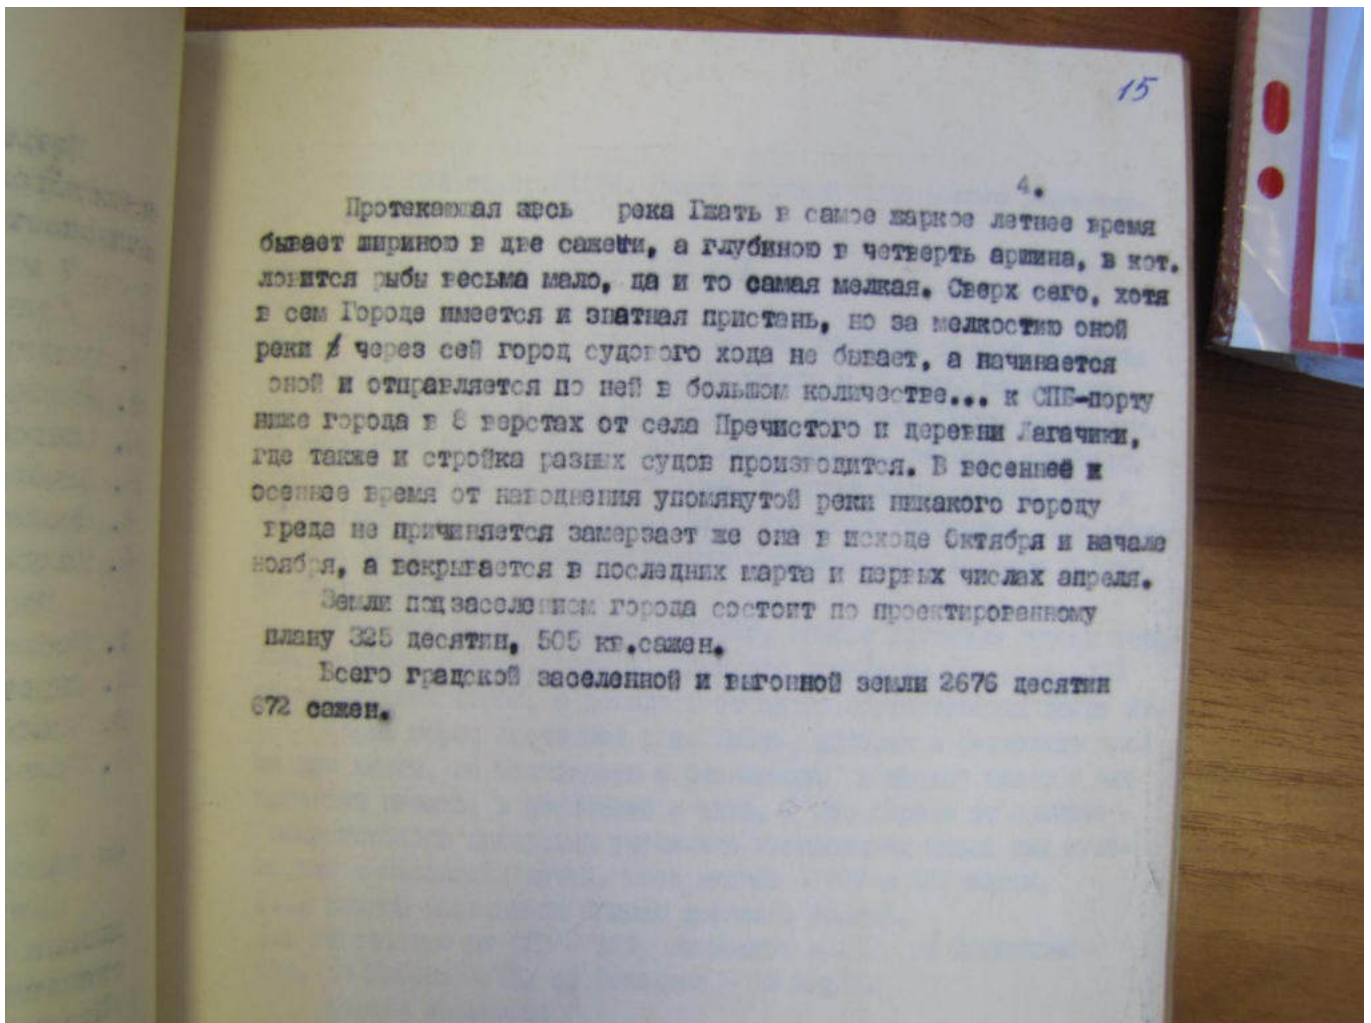 15
4.
Протекающая здесь река Гжать в самое жаркое летнее время
бывает шириною в две сажени, а глубиною в четверть аршина, в кот.
ловится рыбы весьма мало, да и то самая мелкая. Сверх сего, хотя
в сем Городе имеется и знатная пристань, но за мелкостию оной
реки через сей город судового хода не бывает, а начинается
оной и отправляется по ней в большом количестве... к СПБ-порту
ниже города в 8 верстах от села Пречистого и деревни Лагачики,
где также и стройка разных судов производится. В весеннее и
осеннее время от наводнения упомянутой реки никакого городу
вреда не причиняется замерзает же она в исходе Октября и начале
ноября, а вскрывается в последних марта и первых числах апреля.
Земли под заселением города состоит по проектированному
плану 325 десятин, 505 кв.сажен.
Всего градской заселенной и выгонной земли 2676 десятин
672 сажен.